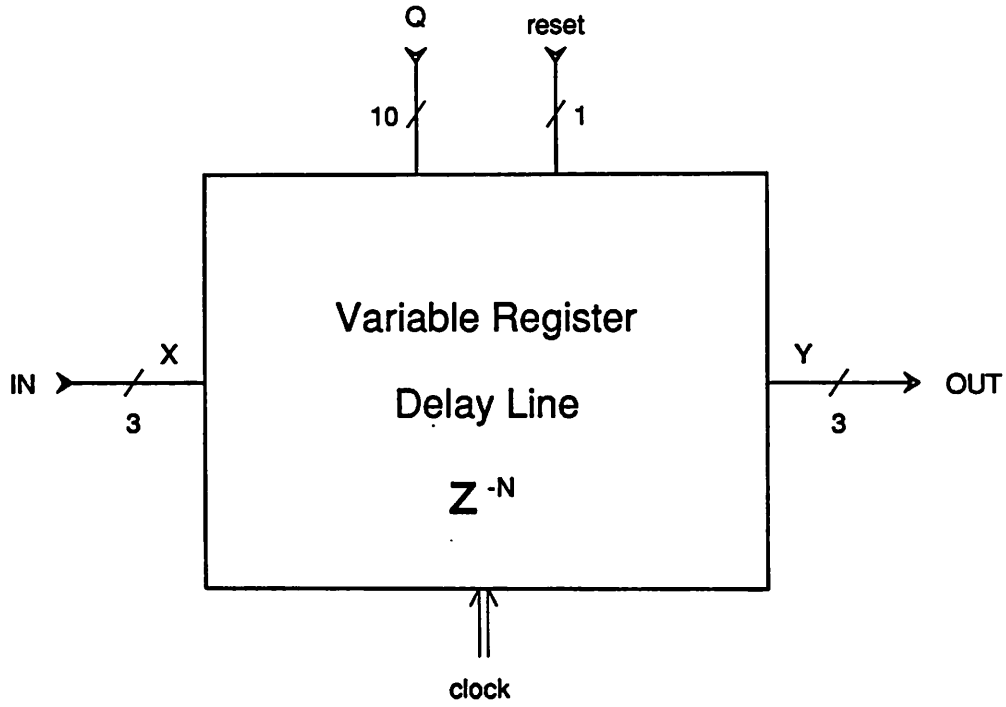 Q
reset
10
1
Variable Register
IN
X
Y
OUT
Delay Line
3
3
Z -N
clock